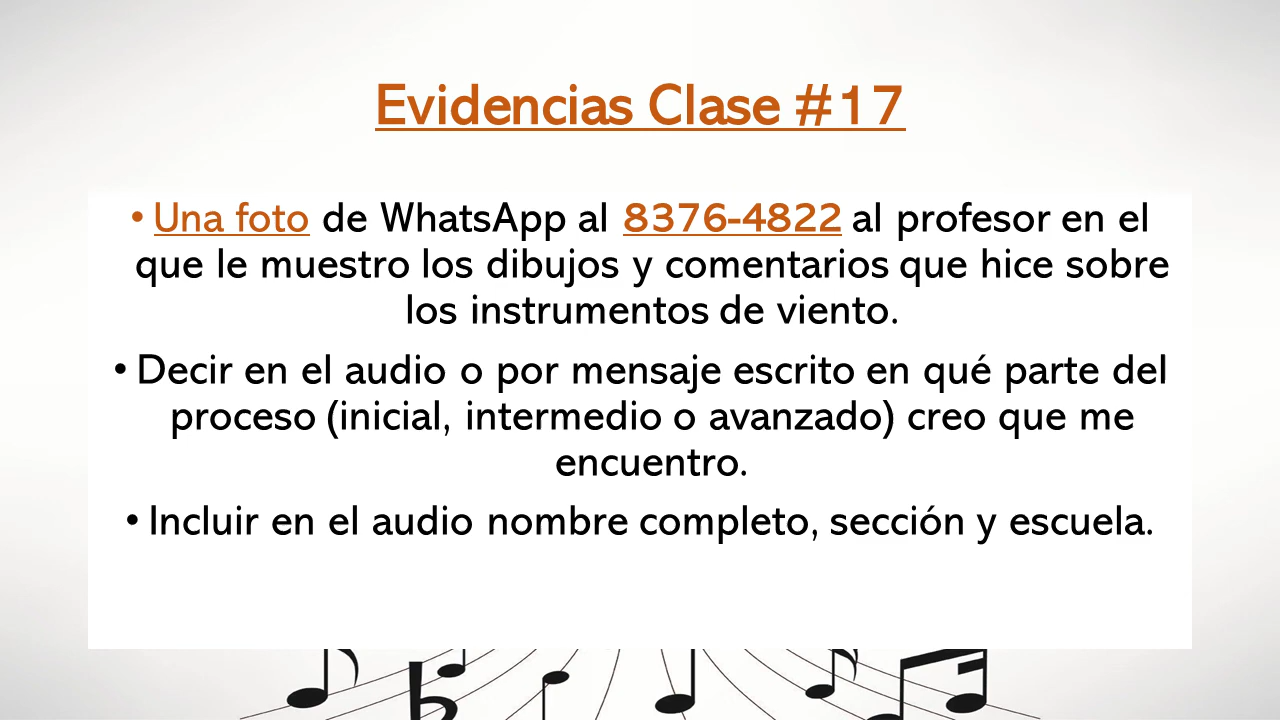 Evidencias Clase #17
• Una foto de WhatsApp al 8376-4822 al profesor en el
que le muestro los dibujos y comentarios que hice sobre
los instrumentos de viento.
• Decir en el audio o por mensaje escrito en qué parte del
proceso (inicial, intermedio o avanzado) creo que me
encuentro.
• Incluir en el audio nombre completo, sección y escuela.